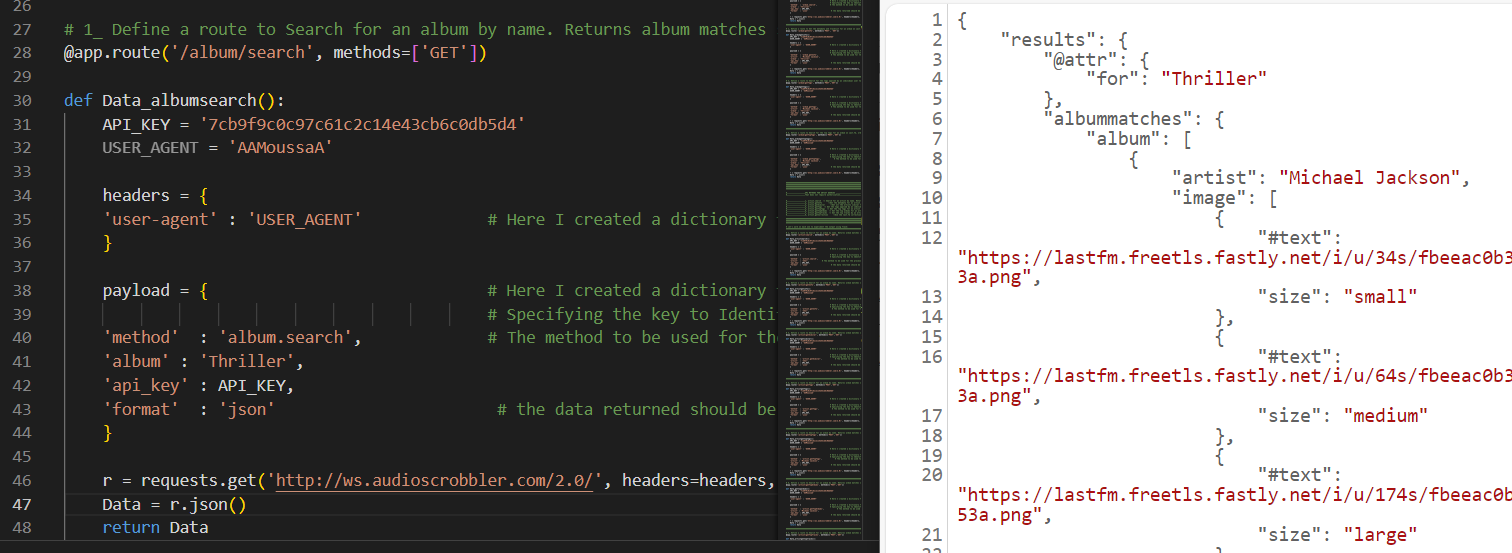 26
27 # 1_ Define a route to Search for an album by name. Returns album matches
28 @app.route('/album/search', methods=['GET'])
29
30 def Data_albumsearch():
31 API_KEY = '7cb9f9c0c97c61c2c14e43cb6c0db5d4'
32 USER_AGENT = 'AAMoussaA'
33
34 headers = {
35 'user-agent' : 'USER_AGENT' # Here I created a dictionary
36 }
37
38 payload = { # Here I created a dictionary
39 # Specifying the key to Identi
40 'method' : 'album.search', # The method to be used for th
41 'album' : 'Thriller',
42 'api_key' : API_KEY,
43 'format' : 'json' # the data returned should be
44 }
45
46 r = requests.get('http://ws.audioscrobbler.com/2.0/', headers=headers,
47 Data = r.json()
48 return Data
1 {
2 "results": {
3 "@attr": {
4 "for": "Thriller"
5 },
6 "albummatches": {
7 "album": [
8 {
9 "artist": "Michael Jackson",
10 "image": [
11 {
12 "#text":
"https://lastfm.freetls.fastly.net/i/u/34s/fbeeac0b3
3a.png",
13 "size": "small"
14 },
15 {
16 "#text":
"https://lastfm.freetls.fastly.net/i/u/64s/fbeeac0b3
3a.png",
17 "size": "medium"
18 },
19 {
20 "#text":
"https://lastfm.freetls.fastly.net/i/u/174s/fbeeac0b
53a.png",
21 "size": "large"